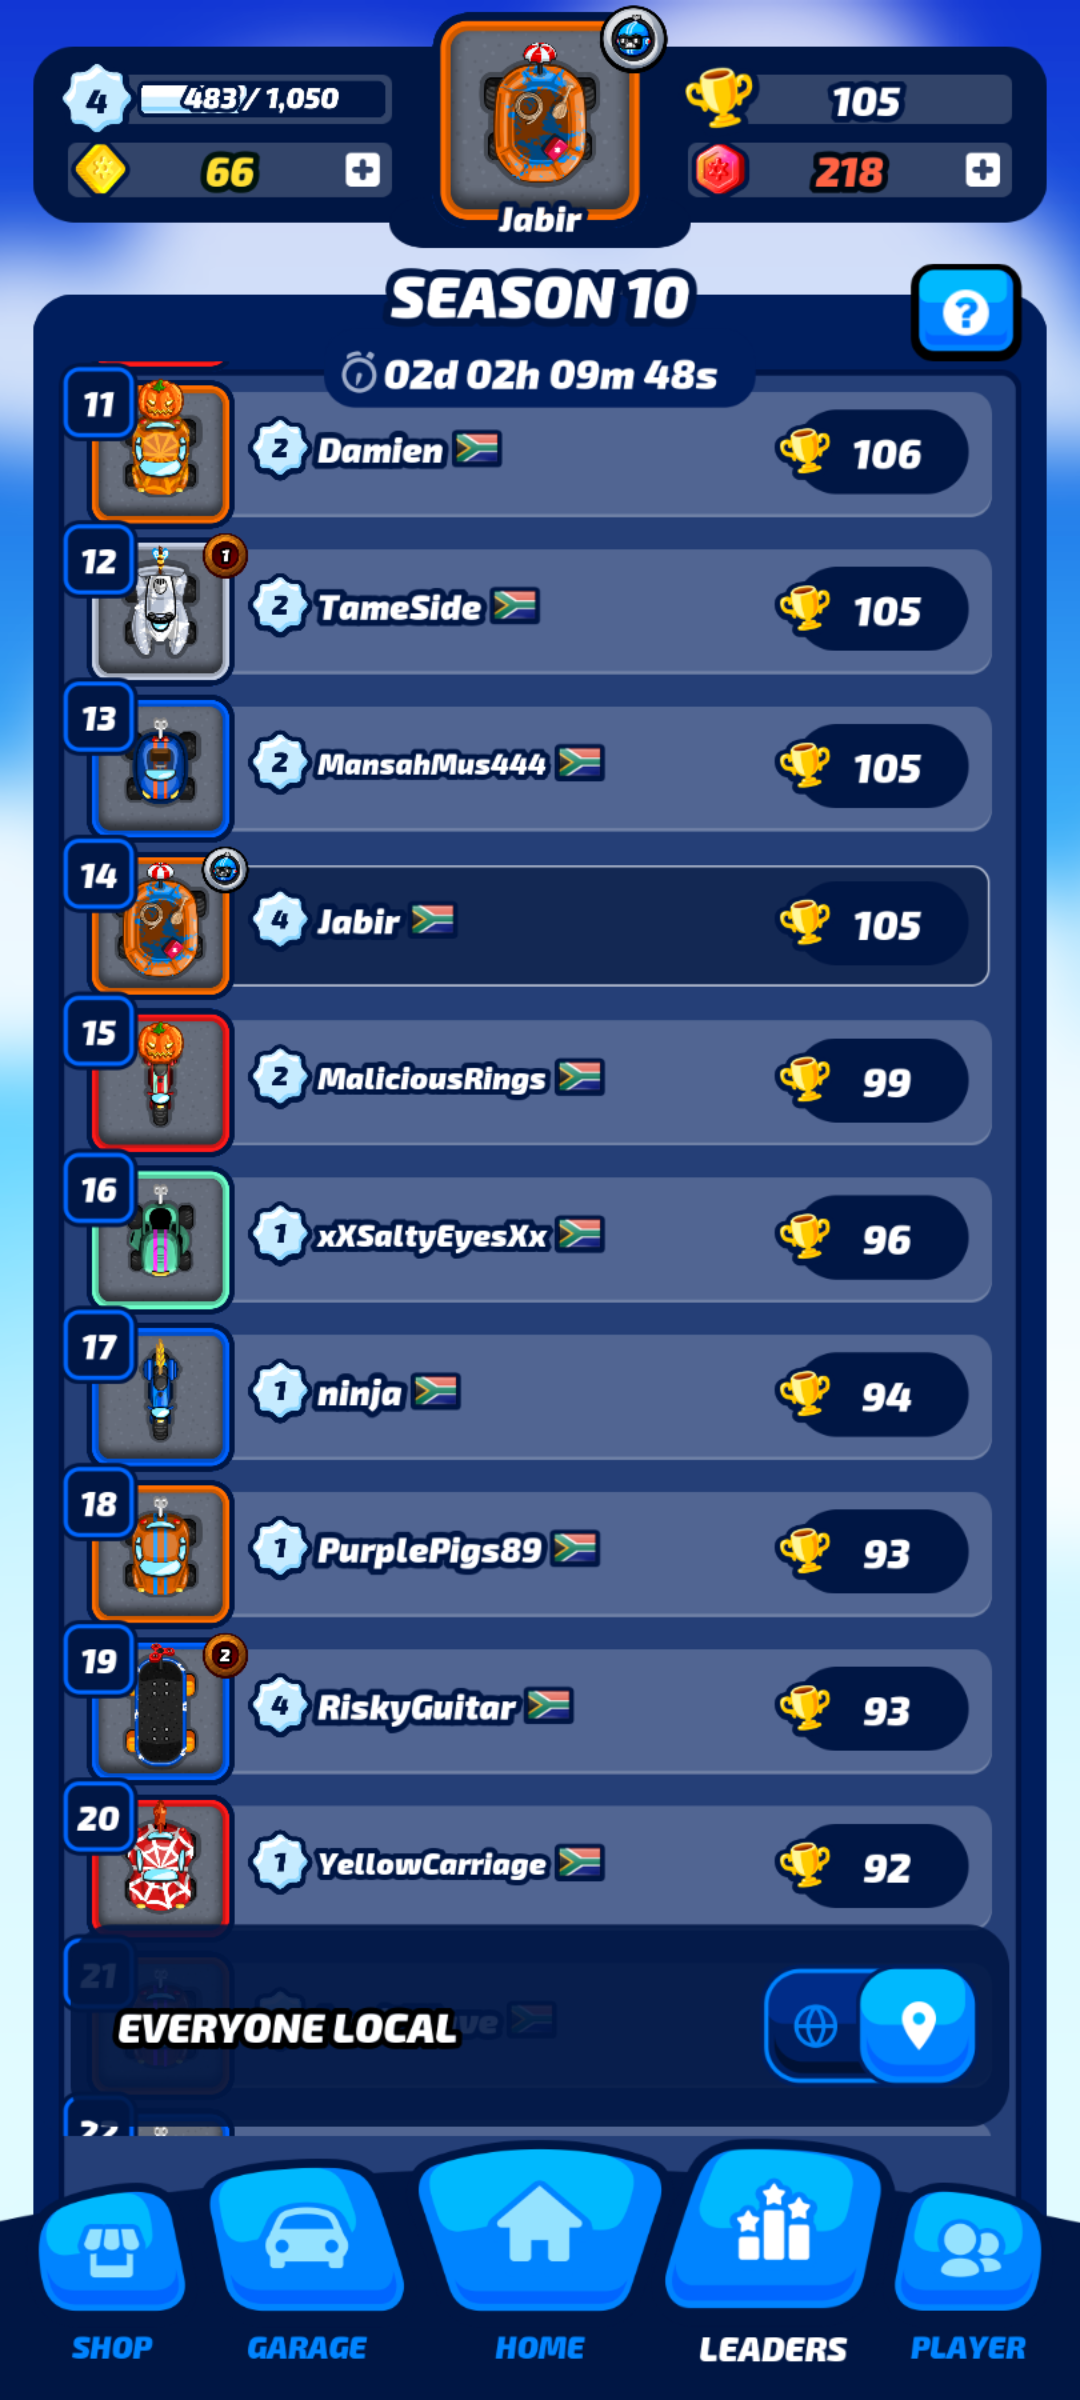 4 483/ 1,050
105
66
218
Jabir
SEASON 10
02d 02h 09m 48s
11 2 Damien 106
12 1 2 TameSide 105
13 2 MansahMus444 105
14 4 Jabir 105
15 2 MaliciousRings 99
16 1 xXSaltyEyesXx 96
17 1 ninja 94
18 1 PurplePigs89 93
19 2 4 RiskyGuitar 93
20 1 YellowCarriage 92
21
EVERYONE LOCAL
22
SHOP GARAGE HOME LEADERS PLAYER